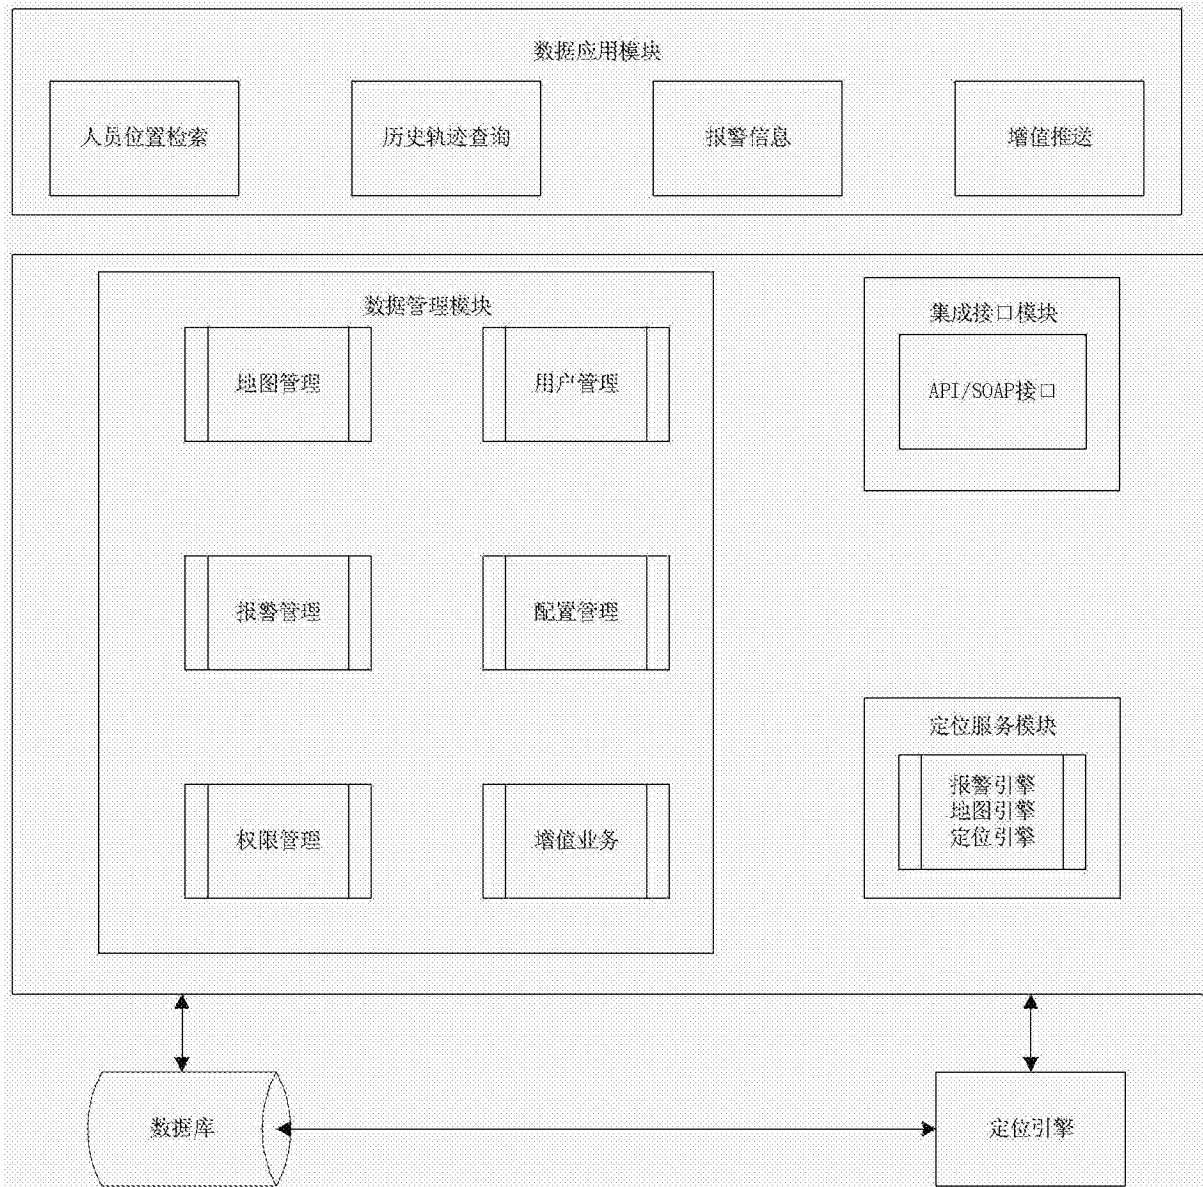 数据应用模块
人员位置检索
历史轨迹查询
报警信息
增值推送
数据管理模块
地图管理
用户管理
报警管理
配置管理
权限管理
增值业务
集成接口模块
API/SOAP接口
定位服务模块
报警引擎
地图引擎
定位引擎
数据库
定位引擎